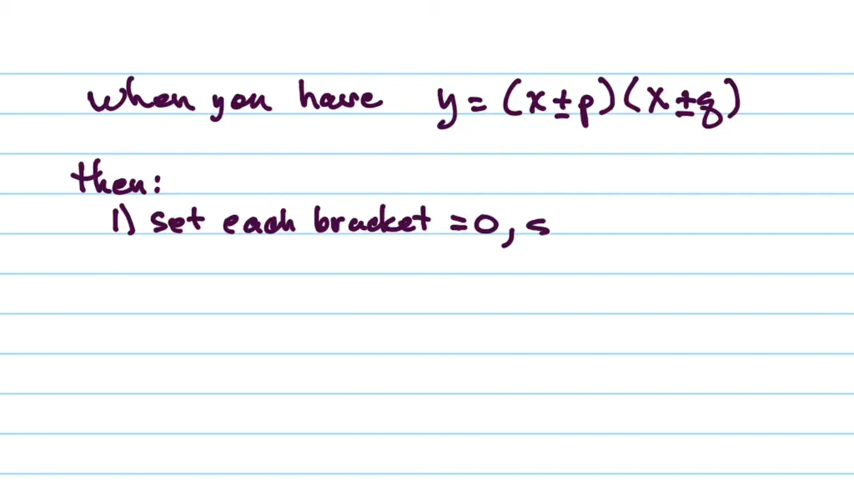 When you have y = (x ± p)(x ± q)
then:
1) set each bracket = 0, s